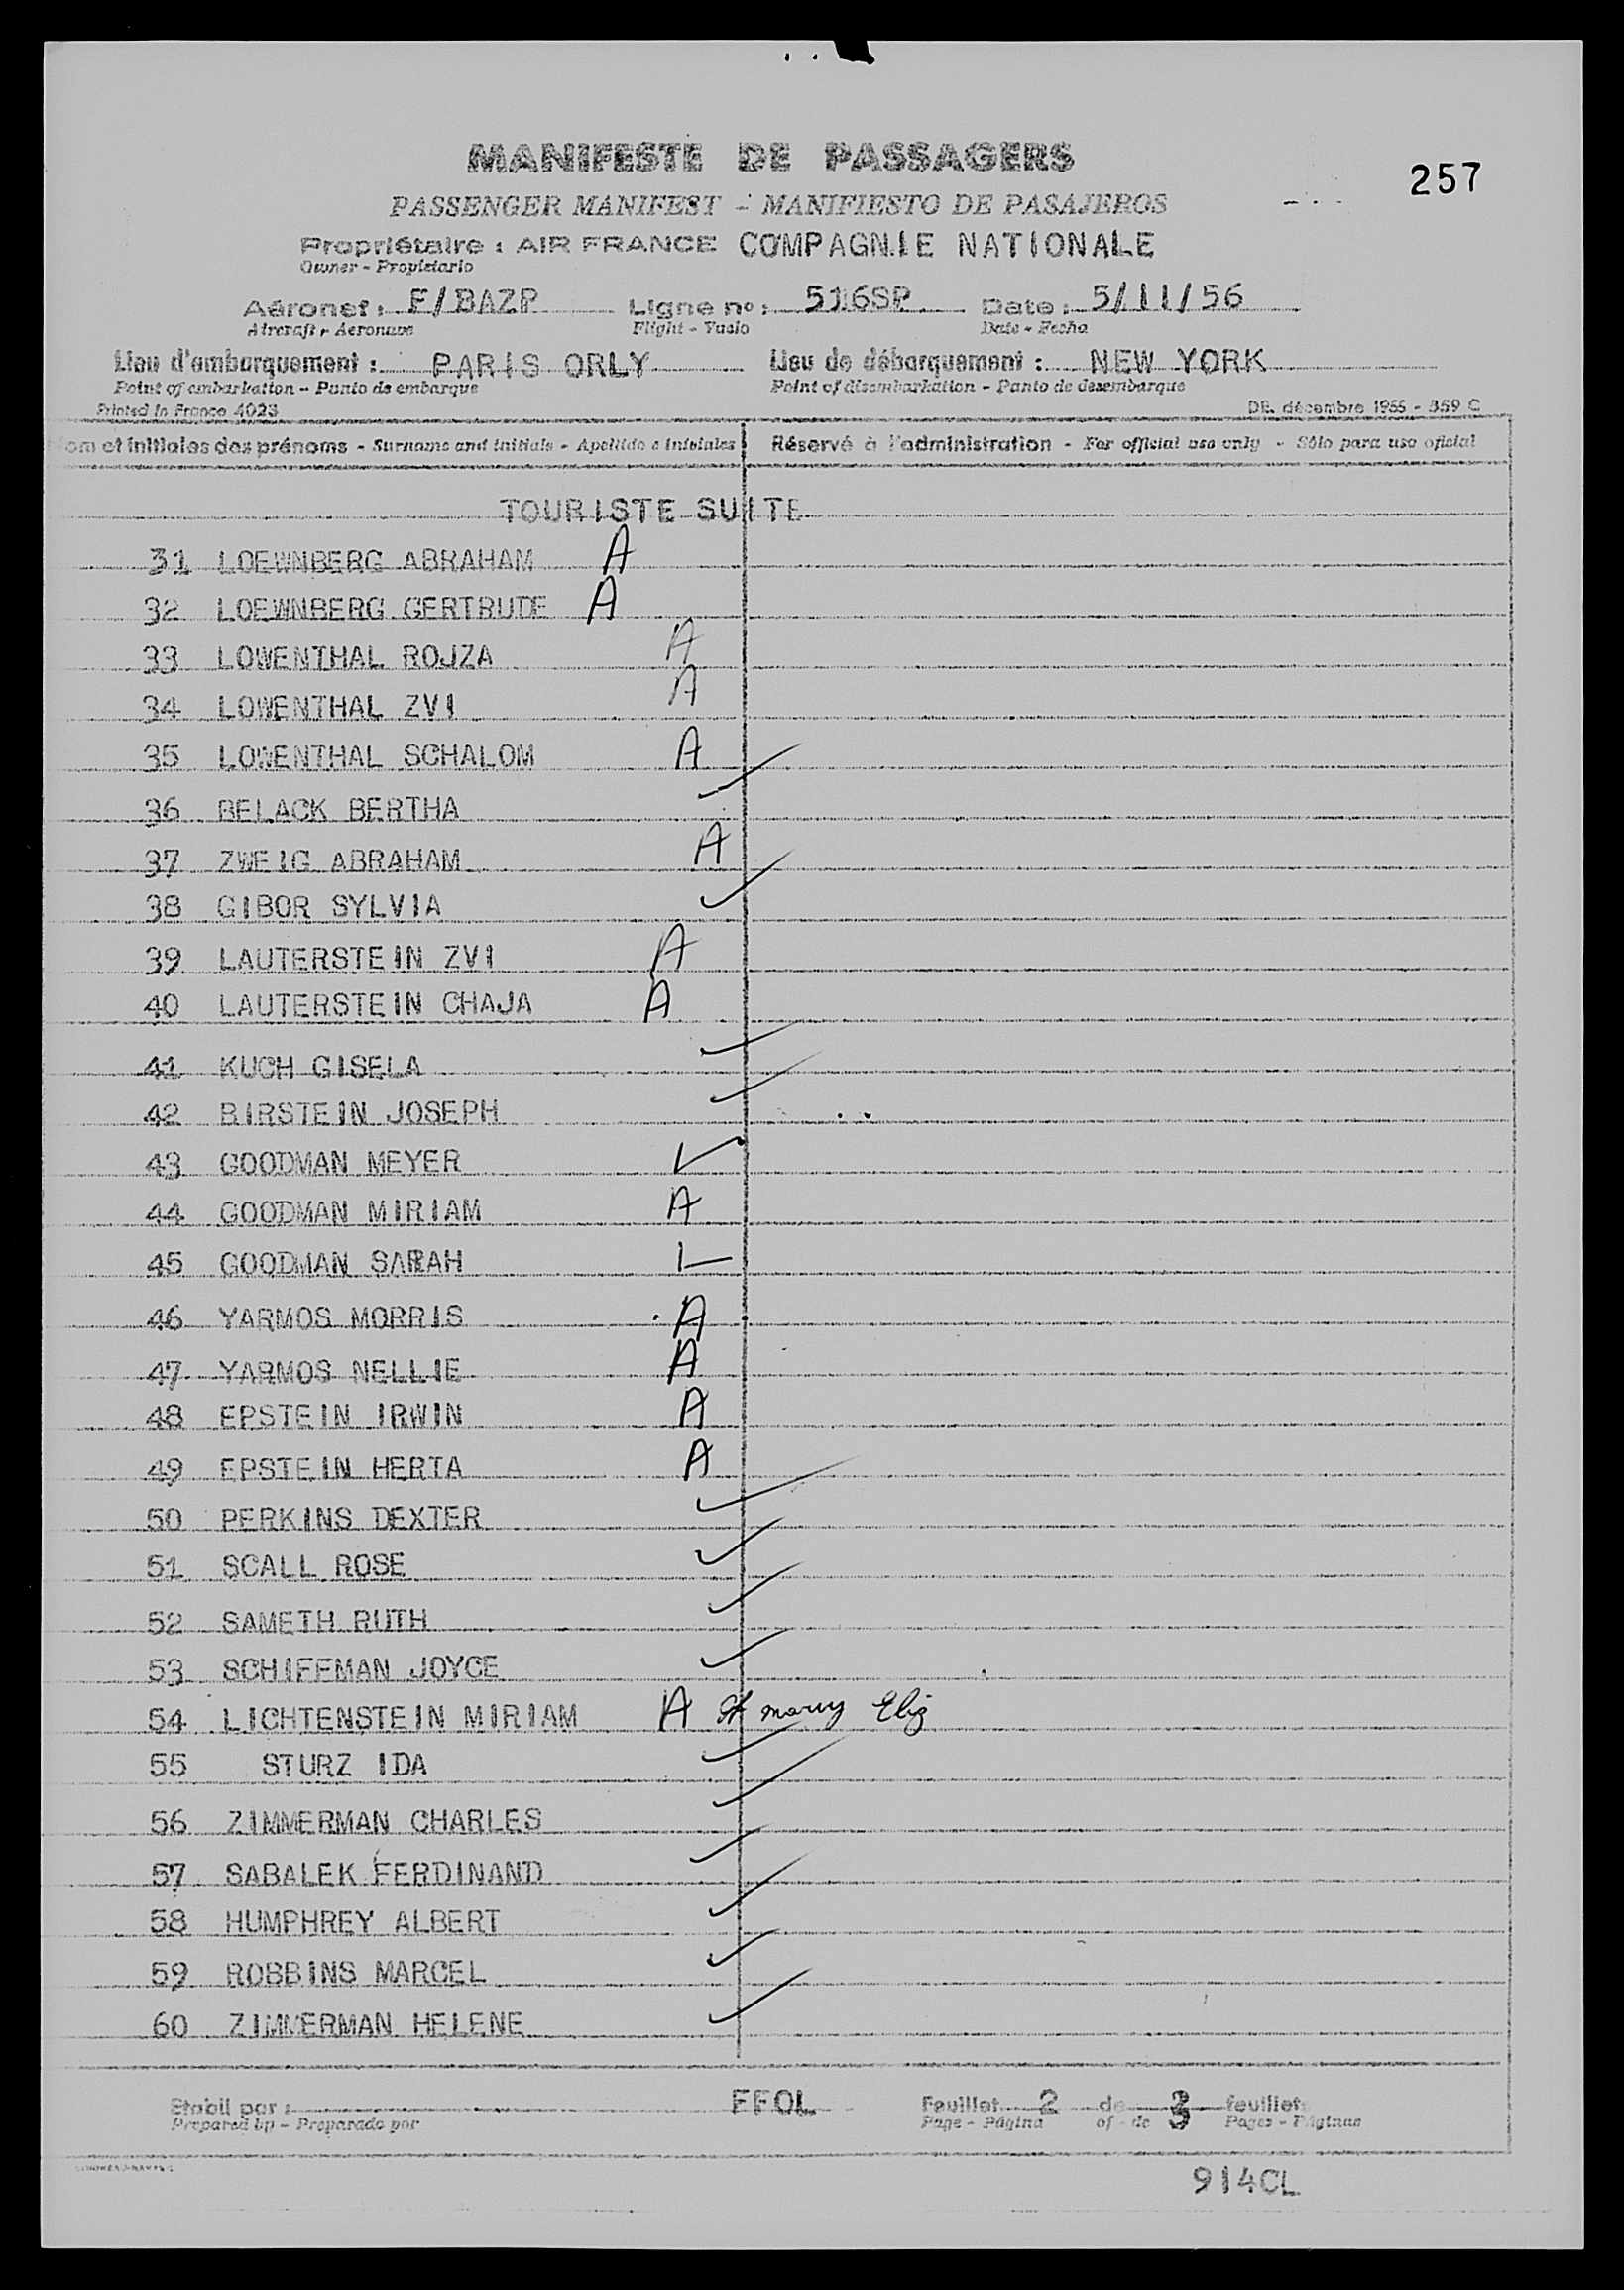 MANIFESTE DE PASSAGERS
257
PASSENGER MANIFEST - MANIFIESTO DE PASAJEROS
Propriétaire : AIR FRANCE COMPAGNIE NATIONALE
Owner - Propietario
Aéronef : F/BAZP Ligne no : 516SP Date : 5/11/56
Aircraft - Aeronave Flight - Vuelo Date - Fecha
Lieu d'embarquement : PARIS ORLY Lieu de débarquement : NEW YORK
Point of embarkation - Punto de embarque Point of disembarkation - Punto de desembarque
Printed in France 4023 DE. décembre 1955 - 359 C
om et initiales des prénoms - Surname and initials - Apellido e iniciales Réservé à l'administration - For official use only - Sólo para uso oficial
TOURISTE SUITE
31 LOEWNBERG ABRAHAM A
32 LOEWNBERG GERTRUDE A
33 LOWENTHAL ROJZA A
34 LOWENTHAL ZVI A
35 LOWENTHAL SCHALOM A
36 BELACK BERTHA ✓
37 ZWEIG ABRAHAM A
38 GIBOR SYLVIA ✓
39 LAUTERSTEIN ZVI A
40 LAUTERSTEIN CHAJA A
41 KUCH GISELA ✓
42 BIRSTEIN JOSEPH ✓
43 GOODMAN MEYER ✓
44 GOODMAN MIRIAM A
45 GOODMAN SARAH ✓
46 YARMOS MORRIS A
47 YARMOS NELLIE A
48 EPSTEIN IRWIN A
49 EPSTEIN HERTA A
50 PERKINS DEXTER ✓
51 SCALL ROSE ✓
52 SAMETH RUTH ✓
53 SCHIFFMAN JOYCE ✓
54 LICHTENSTEIN MIRIAM A St mary Eliz
55 STURZ IDA ✓
56 ZIMMERMAN CHARLES ✓
57 SABALEK FERDINAND ✓
58 HUMPHREY ALBERT ✓
59 ROBBINS MARCEL ✓
60 ZIMMERMAN HELENE ✓
Etabli par : FFOL Feuillet 2 de 3 feuillet
Prepared by - Preparado por Page - Página of - de Pages - Páginas
914CL